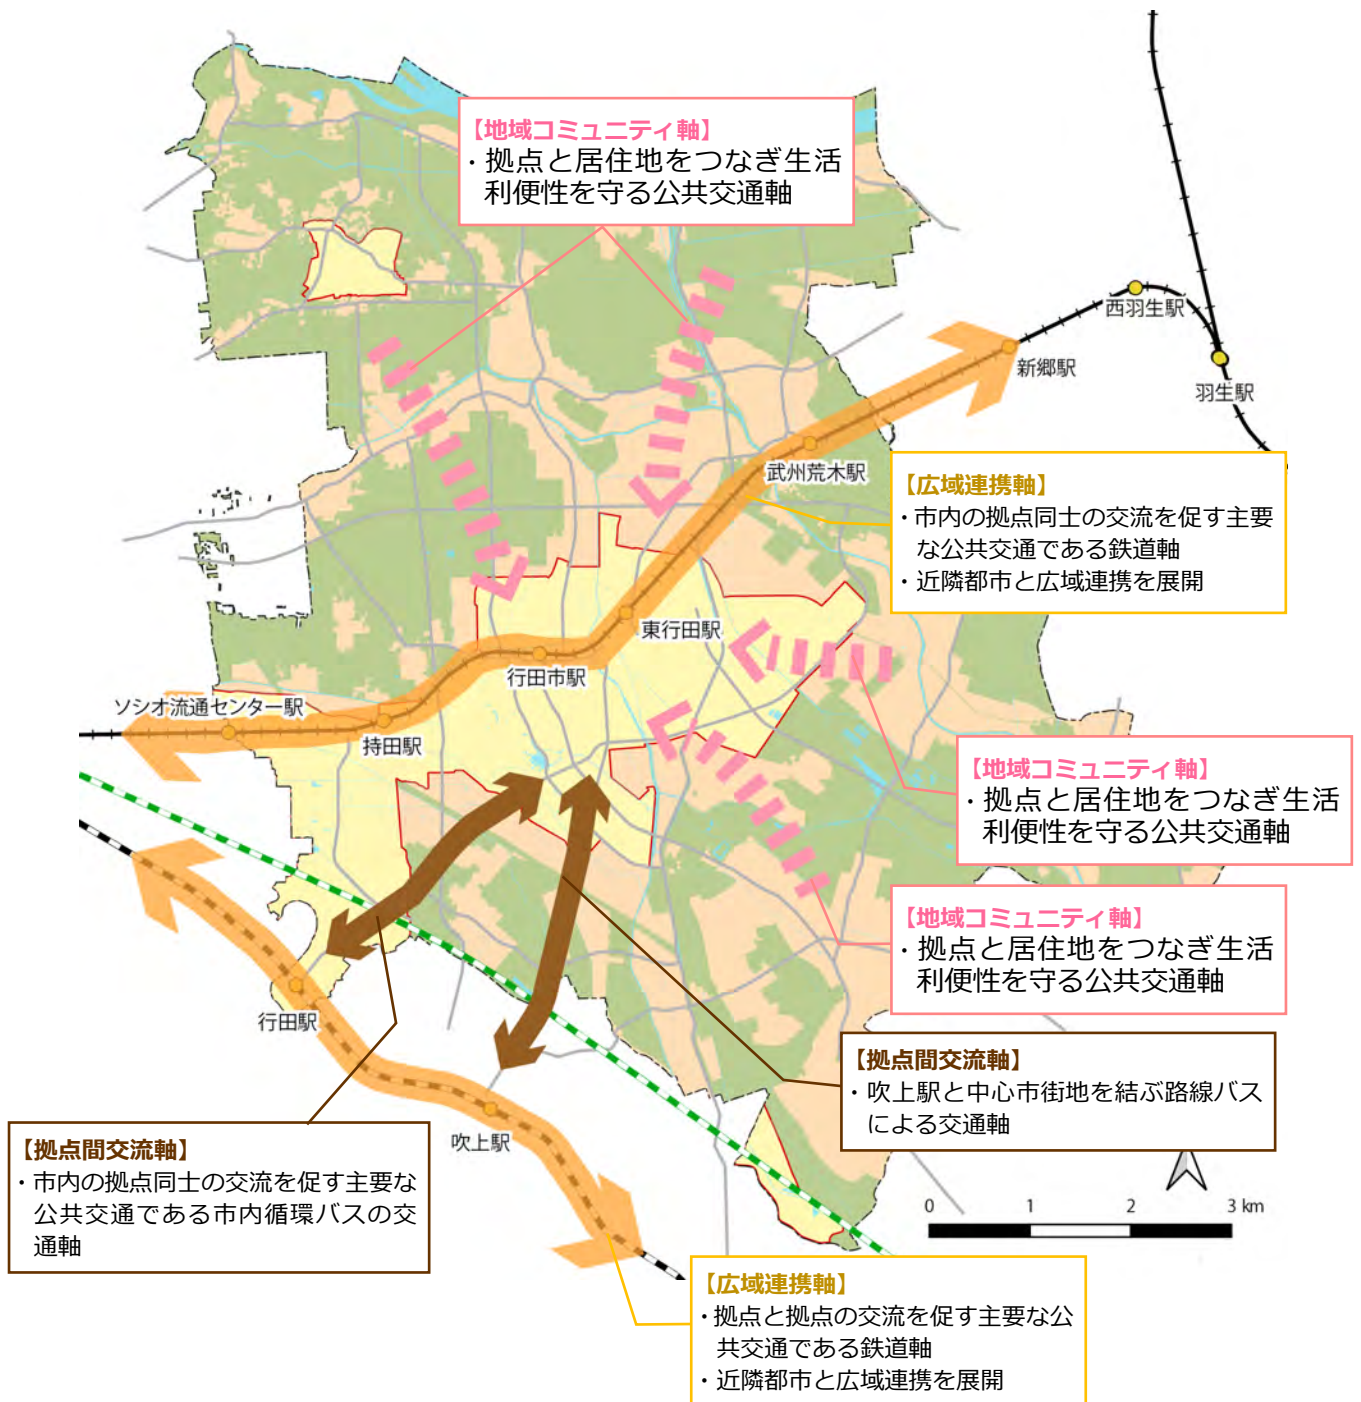 【地域コミュニティ軸】
・拠点と居住地をつなぎ生活
利便性を守る公共交通軸
西羽生駅
新郷駅
羽生駅
武州荒木駅
【広域連携軸】
・市内の拠点同士の交流を促す主要
な公共交通である鉄道軸
・近隣都市と広域連携を展開
東行田駅
行田市駅
ソシオ流通センター駅
持田駅
【地域コミュニティ軸】
・拠点と居住地をつなぎ生活
利便性を守る公共交通軸
【地域コミュニティ軸】
・拠点と居住地をつなぎ生活
利便性を守る公共交通軸
行田駅
【拠点間交流軸】
・吹上駅と中心市街地を結ぶ路線バス
による交通軸
吹上駅
【拠点間交流軸】
・市内の拠点同士の交流を促す主要な
公共交通である市内循環バスの交
通軸
0 1 2 3 km
【広域連携軸】
・拠点と拠点の交流を促す主要な公
共交通である鉄道軸
・近隣都市と広域連携を展開